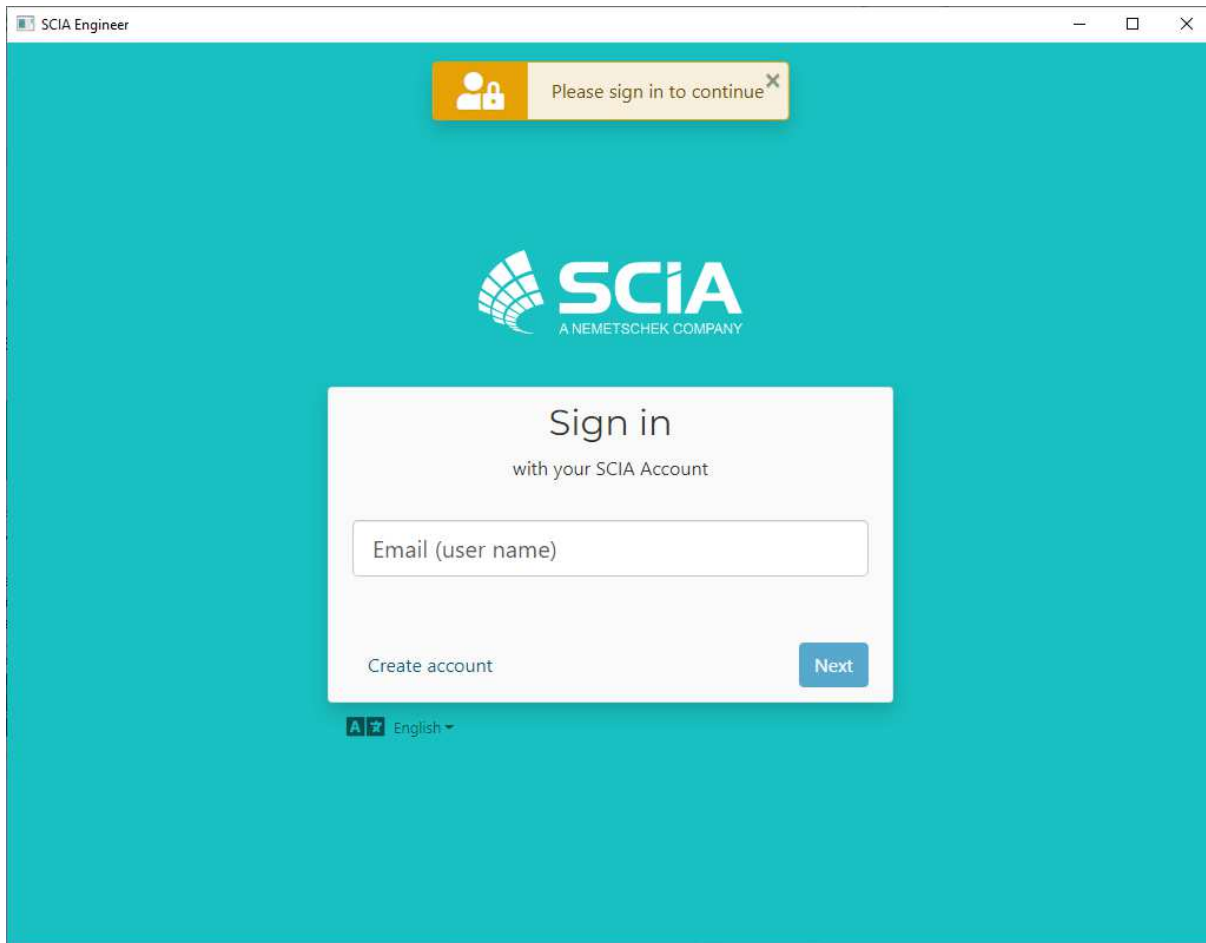 SCIA Engineer
Please sign in to continue
SCiA
A NEMETSCHEK COMPANY
Sign in
with your SCIA Account
Email (user name)
Create account
Next
English